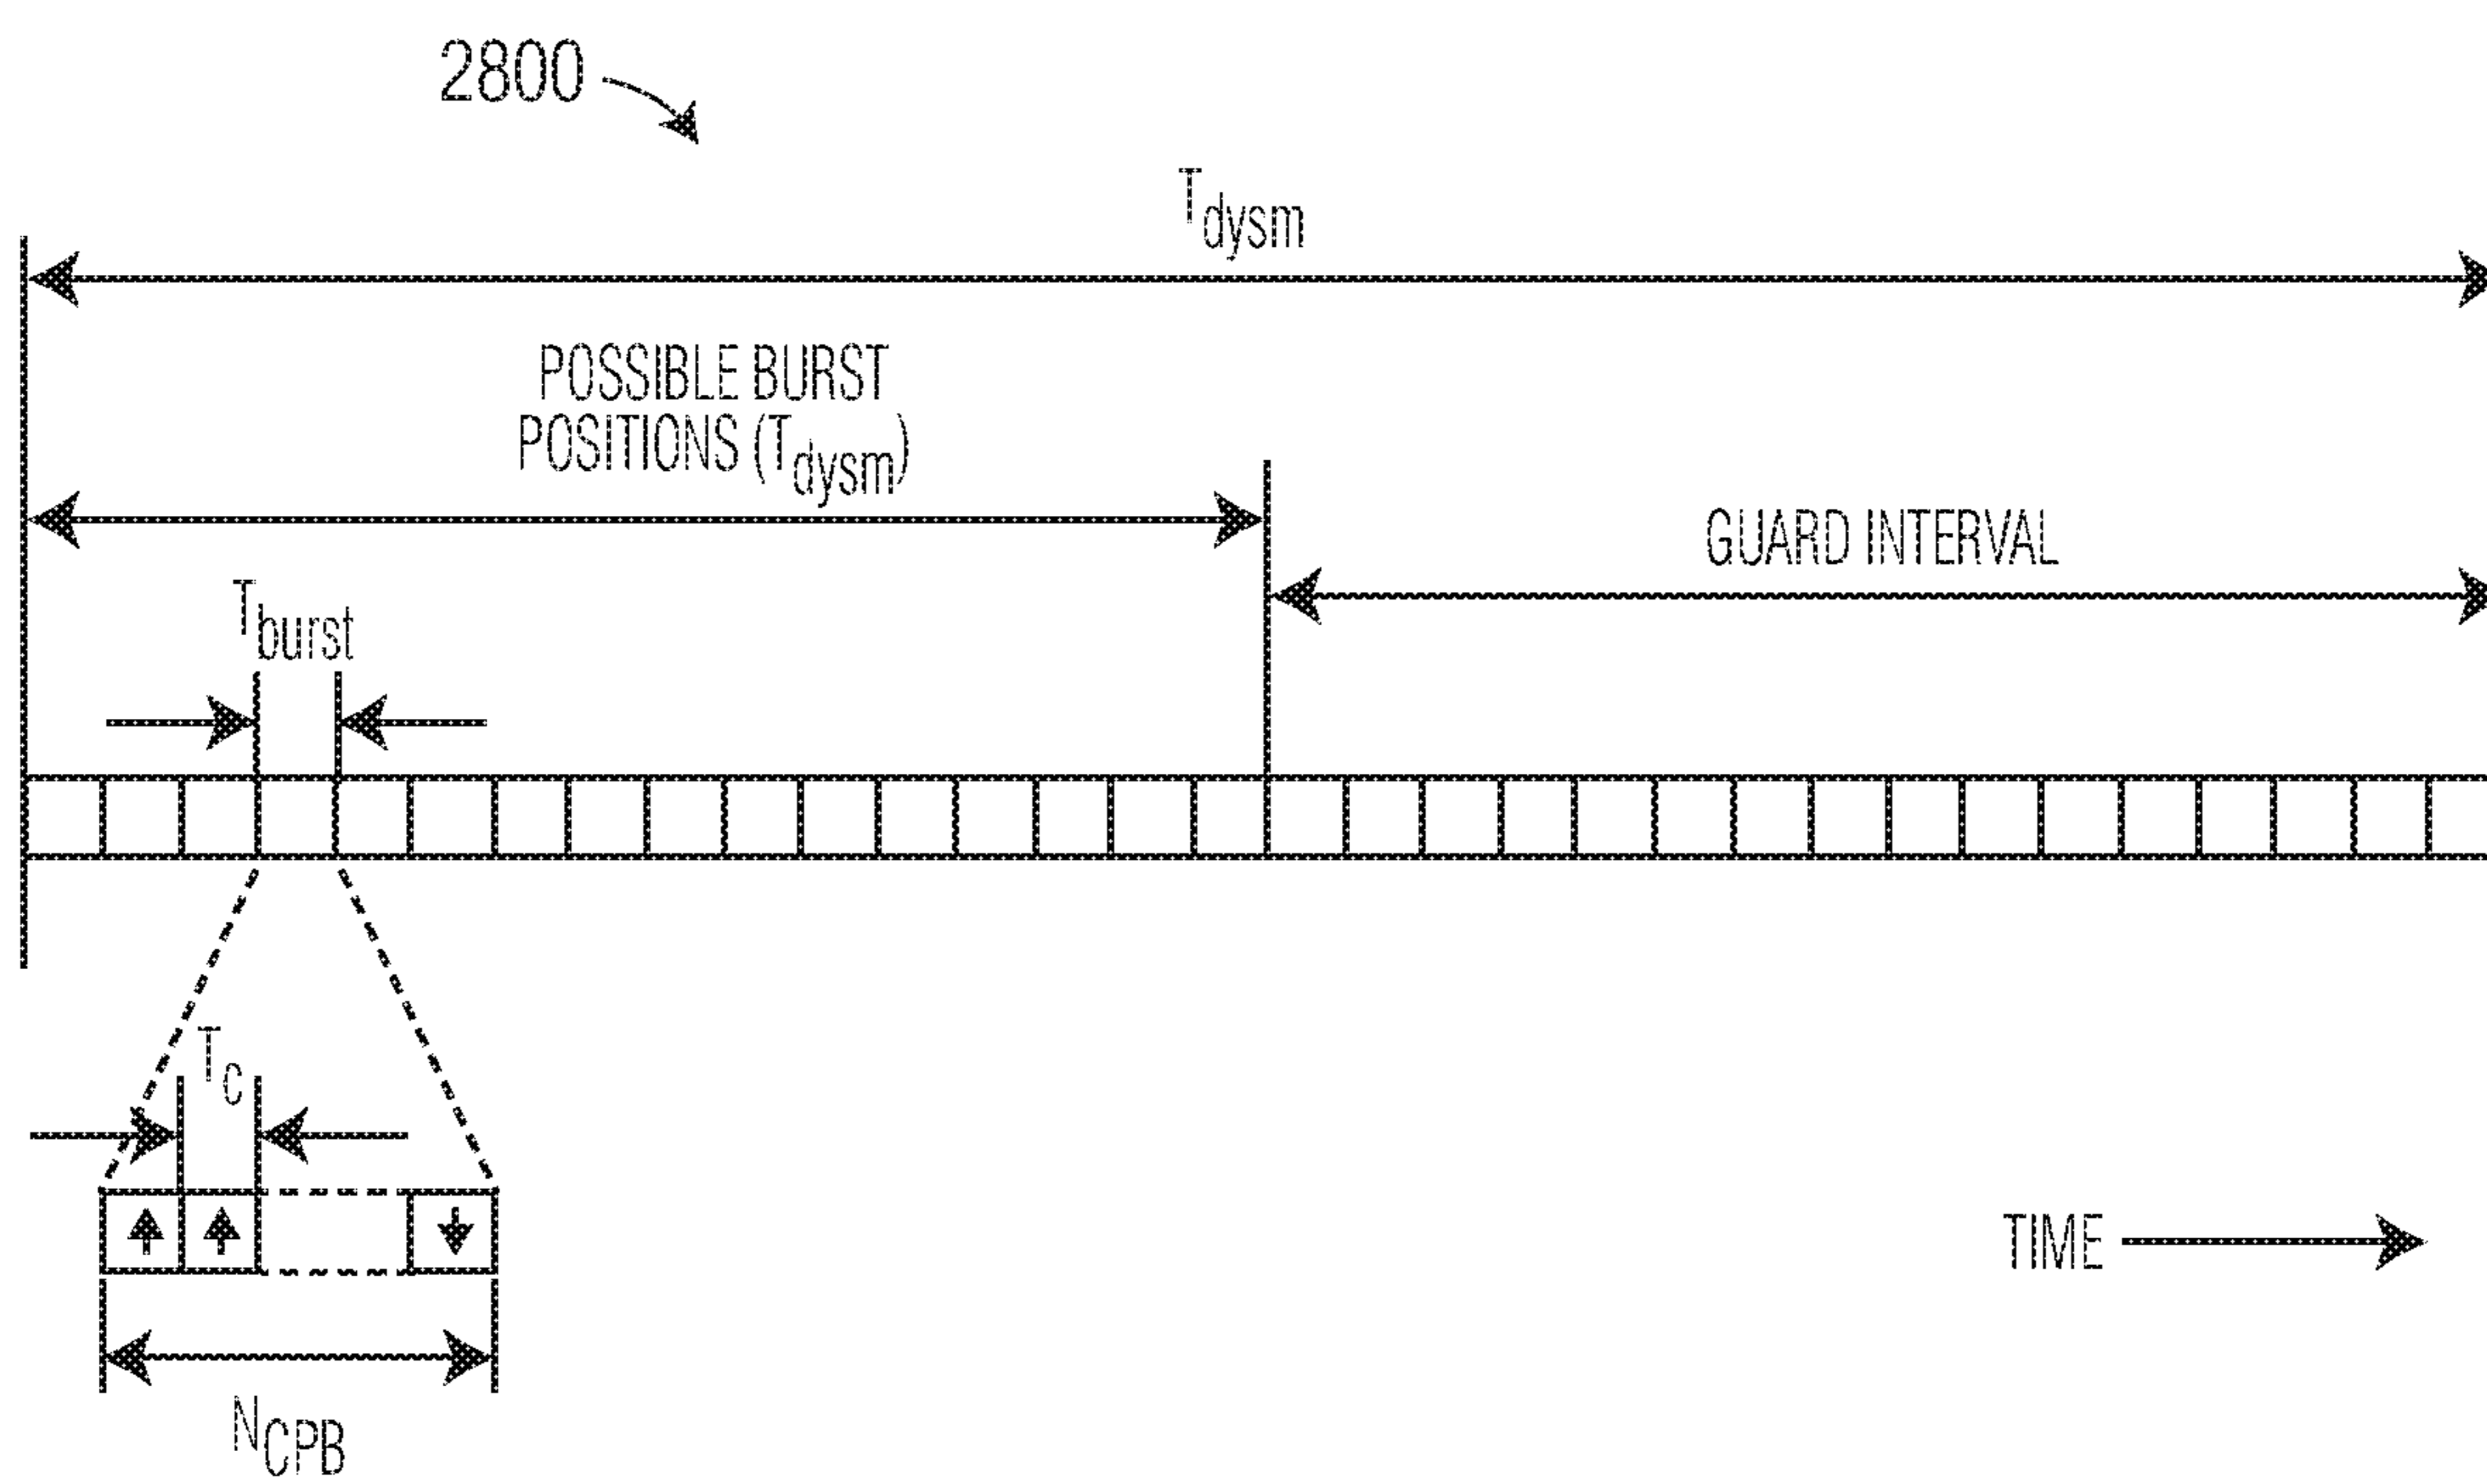 2800
Tdysm
POSSIBLE BURST
POSITIONS (Tdysm)
GUARD INTERVAL
Tburst
TC
TIME
NCPB